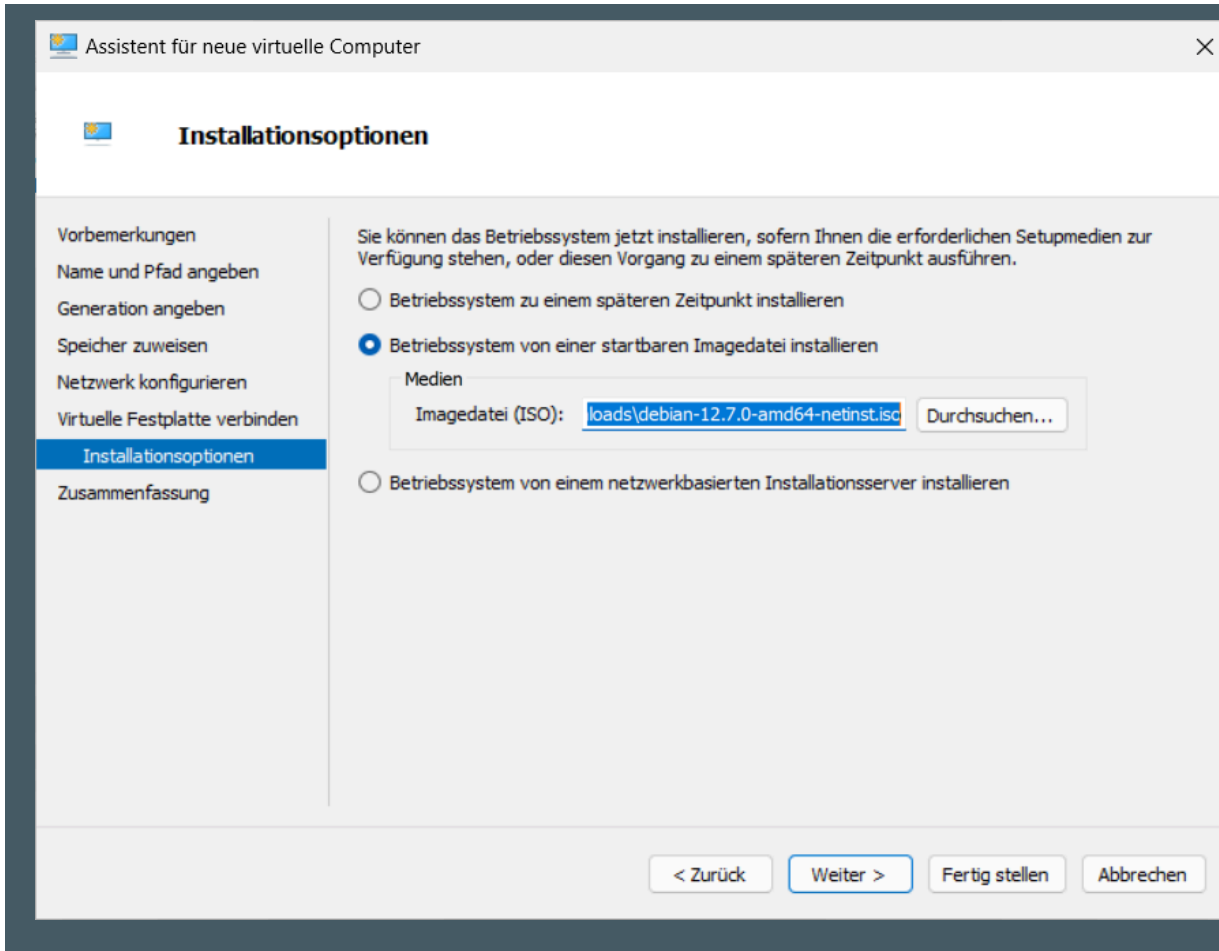 Assistent für neue virtuelle Computer
Installationsoptionen
Vorbemerkungen
Name und Pfad angeben
Generation angeben
Speicher zuweisen
Netzwerk konfigurieren
Virtuelle Festplatte verbinden
Installationsoptionen
Zusammenfassung
Sie können das Betriebssystem jetzt installieren, sofern Ihnen die erforderlichen Setupmedien zur
Verfügung stehen, oder diesen Vorgang zu einem späteren Zeitpunkt ausführen.
Betriebssystem zu einem späteren Zeitpunkt installieren
Betriebssystem von einer startbaren Imagedatei installieren
Medien
Imagedatei (ISO): loads\debian-12.7.0-amd64-netinst.iso Durchsuchen...
Betriebssystem von einem netzwerkbasierten Installationsserver installieren
< Zurück Weiter > Fertig stellen Abbrechen